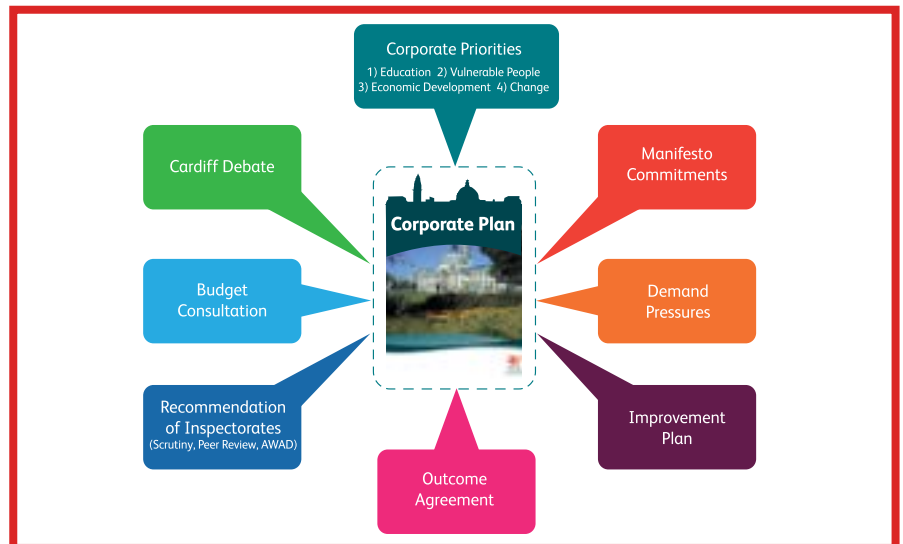 Corporate Priorities
1) Education 2) Vulnerable People
3) Economic Development 4) Change
Cardiff Debate
Manifesto
Commitments
Corporate Plan
Budget
Consultation
Demand
Pressures
Recommendation
of Inspectorates
(Scrutiny, Peer Review, AWAD)
Improvement
Plan
Outcome
Agreement